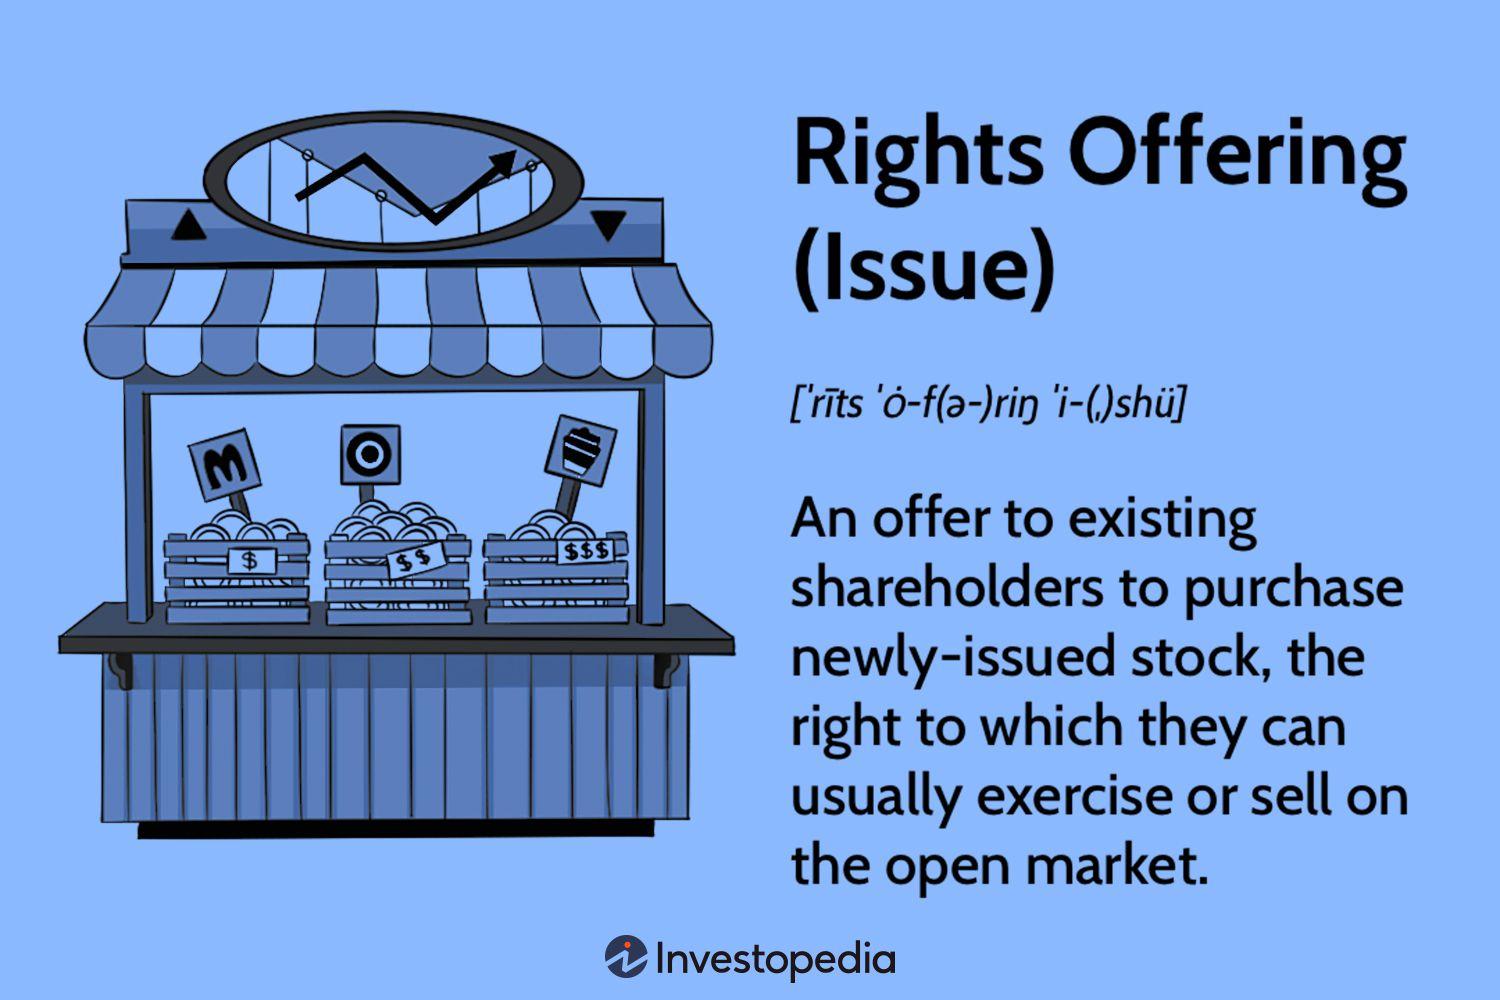 Rights Offering
(Issue)
[ˈrīts ˈȯ-f(ə-)riŋ ˈi-(ˌ)shü]
An offer to existing
shareholders to purchase
newly-issued stock, the
right to which they can
usually exercise or sell on
the open market.
M
$
$$
$$$
Investopedia